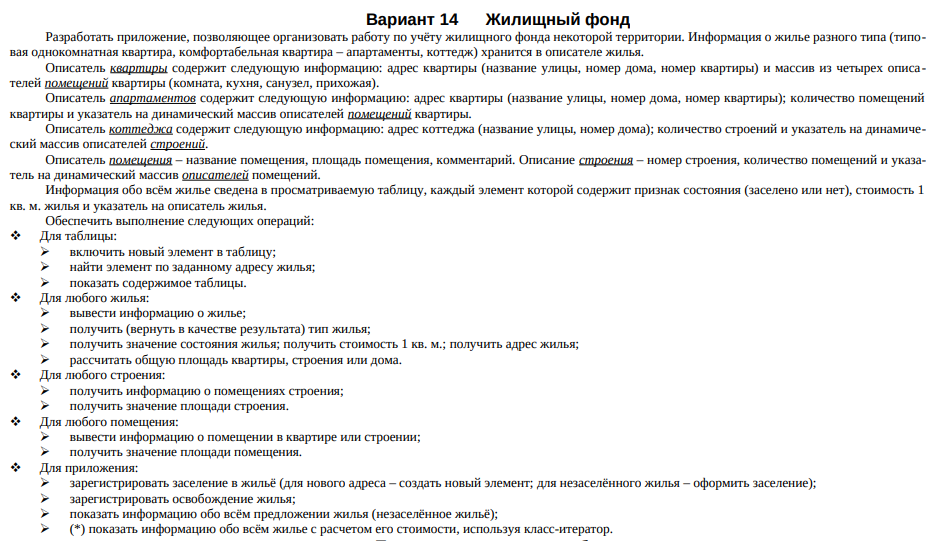 Вариант 14 Жилищный фонд
Разработать приложение, позволяющее организовать работу по учёту жилищного фонда некоторой территории. Информация о жилье разного типа (типо-
вая однокомнатная квартира, комфортабельная квартира – апартаменты, коттедж) хранится в описателе жилья.
Описатель квартиры содержит следующую информацию: адрес квартиры (название улицы, номер дома, номер квартиры) и массив из четырех описа-
телей помещений квартиры (комната, кухня, санузел, прихожая).
Описатель апартаментов содержит следующую информацию: адрес квартиры (название улицы, номер дома, номер квартиры); количество помещений
квартиры и указатель на динамический массив описателей помещений квартиры.
Описатель коттеджа содержит следующую информацию: адрес коттеджа (название улицы, номер дома); количество строений и указатель на динамиче-
ский массив описателей строений.
Описатель помещения – название помещения, площадь помещения, комментарий. Описание строения – номер строения, количество помещений и указа-
тель на динамический массив описателей помещений.
Информация обо всём жилье сведена в просматриваемую таблицу, каждый элемент которой содержит признак состояния (заселено или нет), стоимость 1
кв. м. жилья и указатель на описатель жилья.
Обеспечить выполнение следующих операций:
❖ Для таблицы:
➢ включить новый элемент в таблицу;
➢ найти элемент по заданному адресу жилья;
➢ показать содержимое таблицы.
❖ Для любого жилья:
➢ вывести информацию о жилье;
➢ получить (вернуть в качестве результата) тип жилья;
➢ получить значение состояния жилья; получить стоимость 1 кв. м.; получить адрес жилья;
➢ рассчитать общую площадь квартиры, строения или дома.
❖ Для любого строения:
➢ получить информацию о помещениях строения;
➢ получить значение площади строения.
❖ Для любого помещения:
➢ вывести информацию о помещении в квартире или строении;
➢ получить значение площади помещения.
❖ Для приложения:
➢ зарегистрировать заселение в жильё (для нового адреса – создать новый элемент; для незаселённого жилья – оформить заселение);
➢ зарегистрировать освобождение жилья;
➢ показать информацию обо всём предложении жилья (незаселённое жильё);
➢ (*) показать информацию обо всём жилье с расчетом его стоимости, используя класс-итератор.